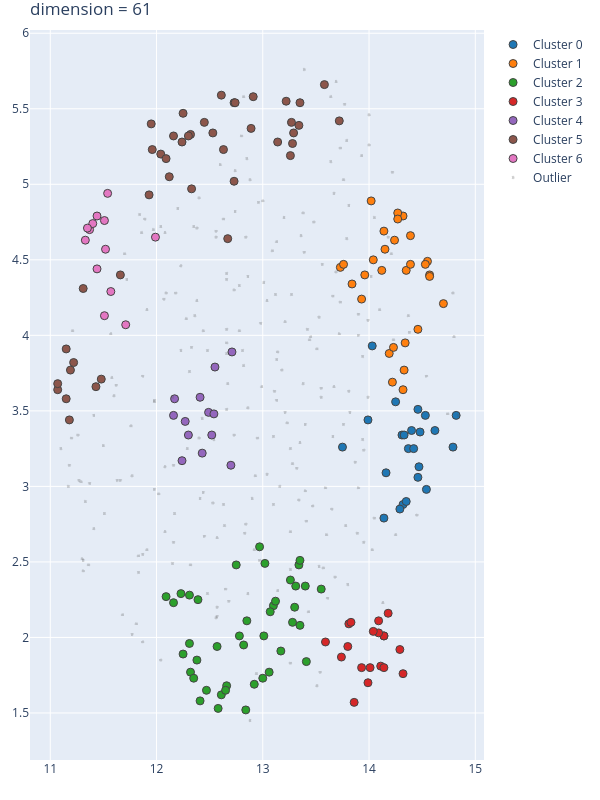 dimension = 61
6
5.5
5
4.5
4
3.5
3
2.5
2
1.5
11 12 13 14 15
Cluster 0
Cluster 1
Cluster 2
Cluster 3
Cluster 4
Cluster 5
Cluster 6
Outlier